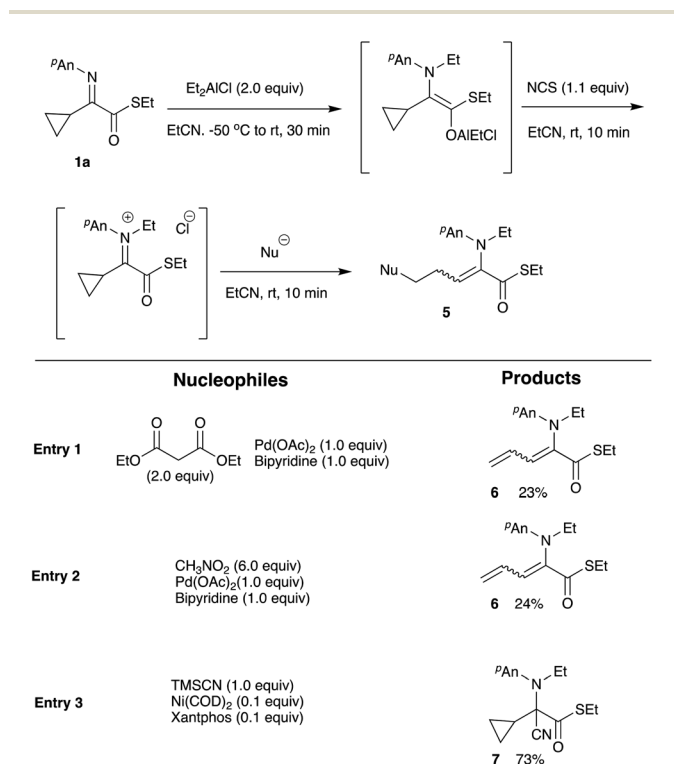 pAn
N
SEt
O
1a
Et2AlCl (2.0 equiv)
EtCN. -50 °C to rt, 30 min
pAn
N
Et
SEt
OAlEtCl
NCS (1.1 equiv)
EtCN, rt, 10 min
pAn
⊕
N
Et
Cl⊖
SEt
O
Nu⊖
EtCN, rt, 10 min
pAn
N
Et
Nu
SEt
O
5
Nucleophiles Products
Entry 1
O O
EtO OEt
(2.0 equiv)
Pd(OAc)2 (1.0 equiv)
Bipyridine (1.0 equiv)
pAn
N
Et
SEt
O
6 23%
Entry 2
CH3NO2 (6.0 equiv)
Pd(OAc)2(1.0 equiv)
Bipyridine (1.0 equiv)
pAn
N
Et
SEt
O
6 24%
Entry 3
TMSCN (1.0 equiv)
Ni(COD)2 (0.1 equiv)
Xantphos (0.1 equiv)
pAn
N
Et
SEt
CN
O
7 73%